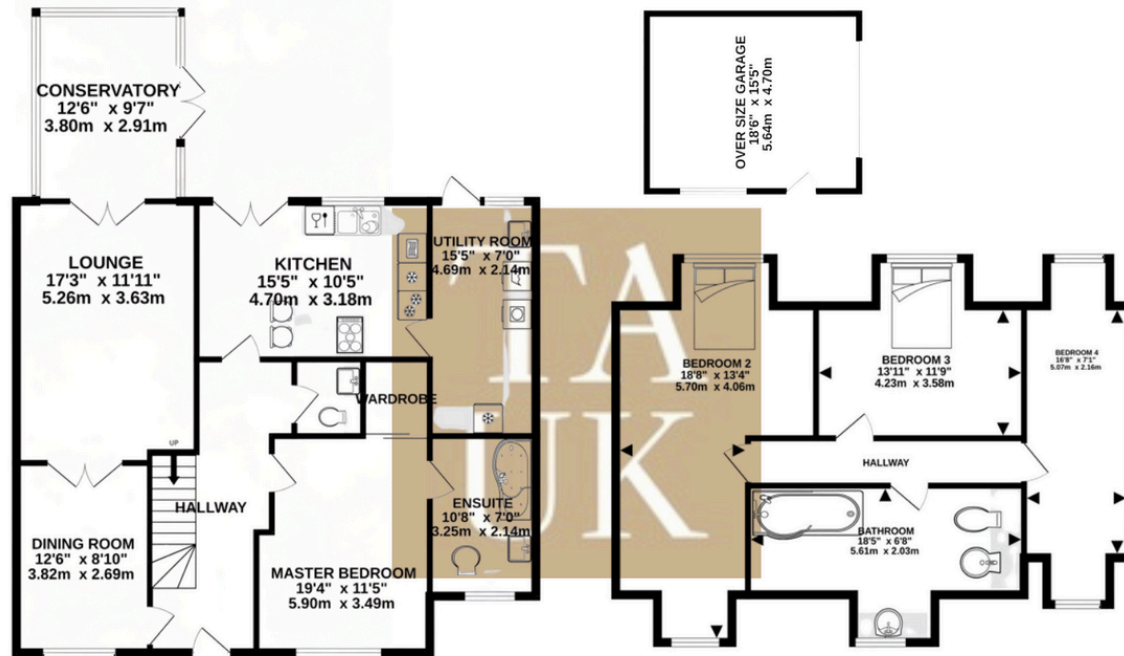 CONSERVATORY
12'6" x 9'7"
3.80m x 2.91m
OVER SIZE GARAGE
18'6" x 15'5"
5.64m x 4.70m
LOUNGE
17'3" x 11'11"
5.26m x 3.63m
KITCHEN
15'5" x 10'5"
4.70m x 3.18m
UTILITY ROOM
15'5" x 7'0"
4.69m x 2.14m
WARDROBE
UP
HALLWAY
DINING ROOM
12'6" x 8'10"
3.82m x 2.69m
MASTER BEDROOM
19'4" x 11'5"
5.90m x 3.49m
ENSUITE
10'8" x 7'0"
3.25m x 2.14m
TA
UK
BEDROOM 2
18'8" x 13'4"
5.70m x 4.06m
BEDROOM 3
13'11" x 11'9"
4.23m x 3.58m
BEDROOM 4
16'8" x 7'1"
5.07m x 2.16m
HALLWAY
BATHROOM
18'5" x 6'8"
5.61m x 2.03m